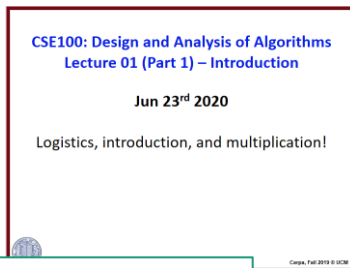 CSE100: Design and Analysis of Algorithms
Lecture 01 (Part 1) – Introduction
Jun 23rd 2020
Logistics, introduction, and multiplication!
Cerpa, Fall 2019 © UCM